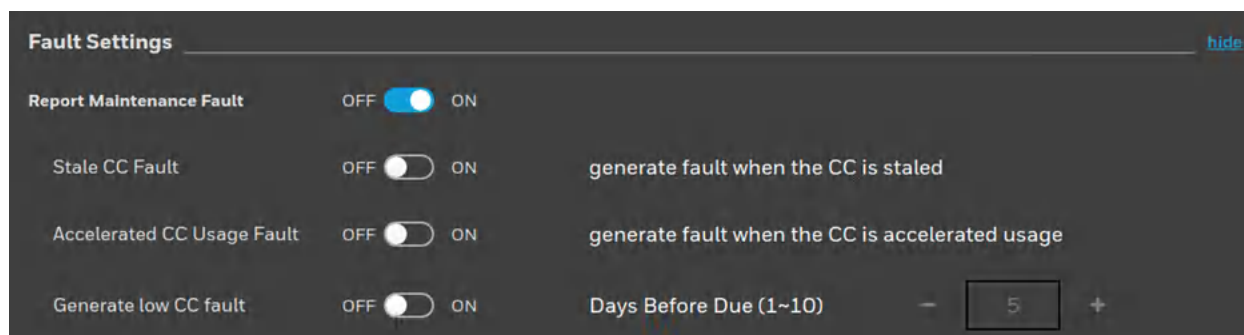 Fault Settings hide
Report Maintenance Fault OFF ON
Stale CC Fault OFF ON generate fault when the CC is staled
Accelerated CC Usage Fault OFF ON generate fault when the CC is accelerated usage
Generate low CC fault OFF ON Days Before Due (1~10) − 5 +